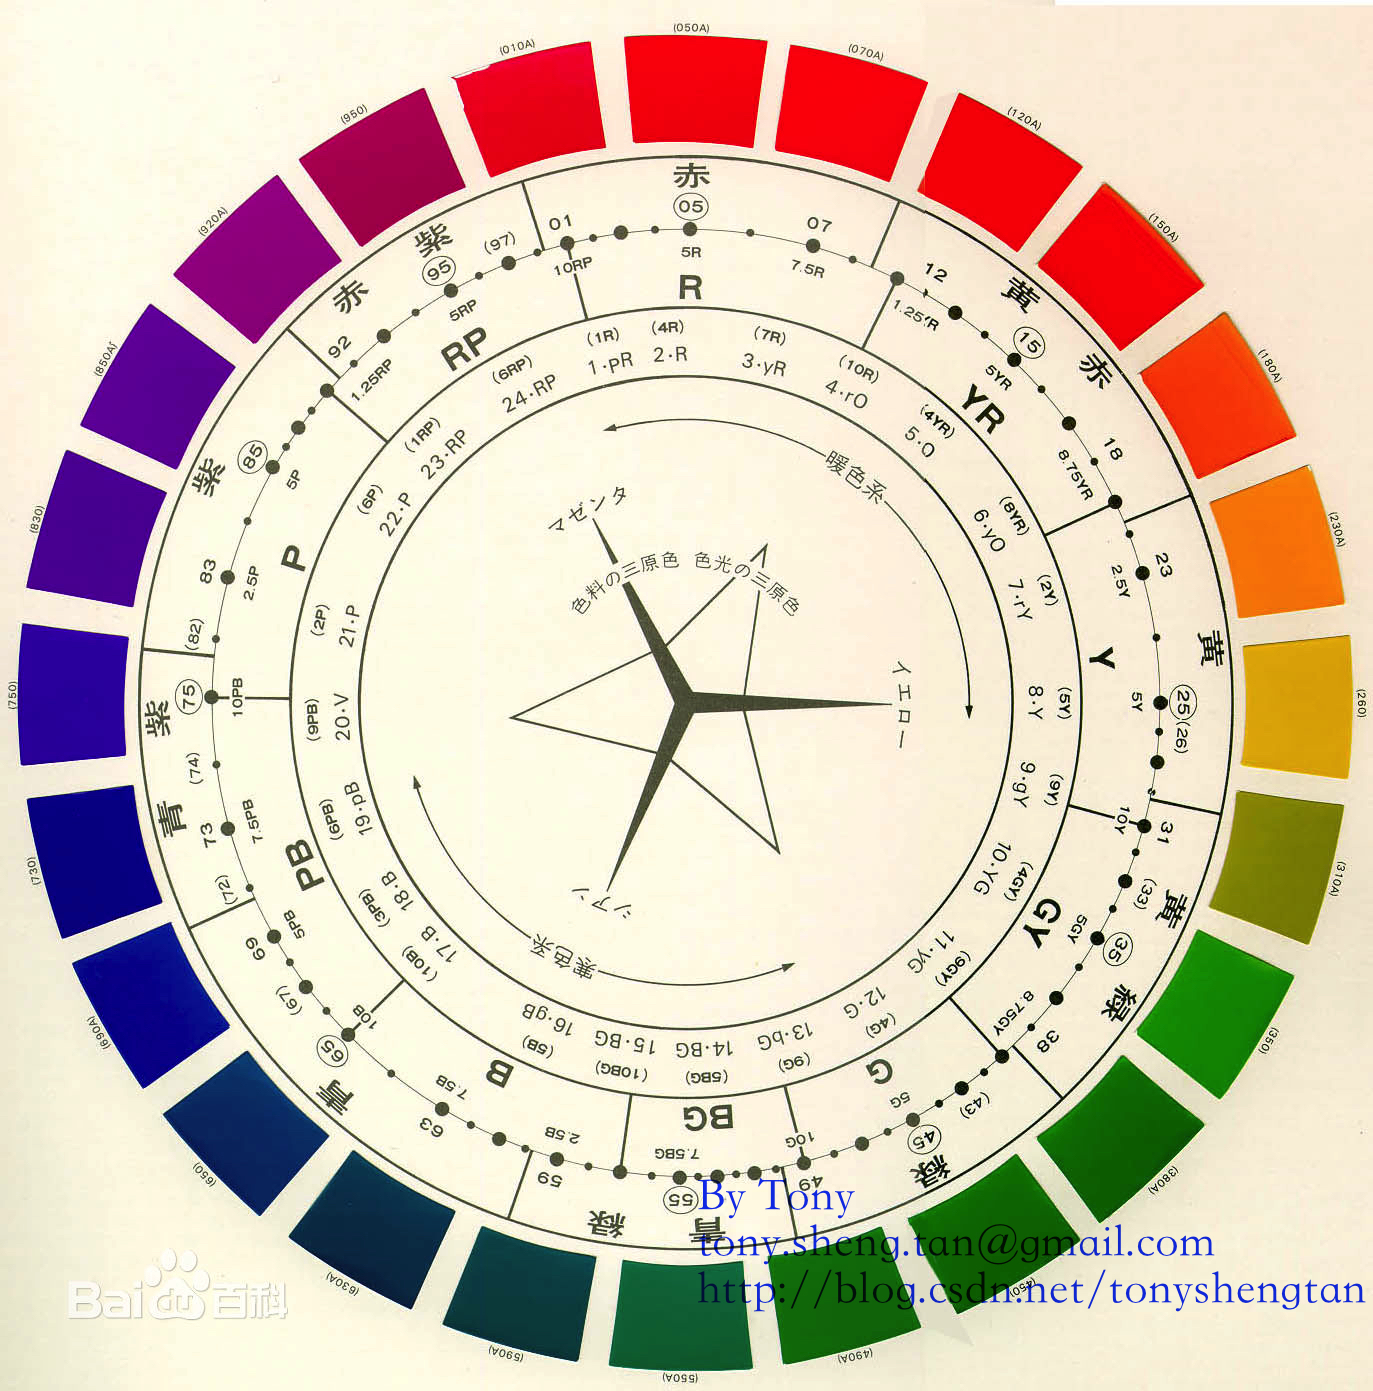 (050A)
(070A)
(120A)
(150A)
(180A)
(230A)
(260)
(310A)
(350)
(380A)
(450)
(490A)
(550A)
(590A)
(630A)
(650)
(690A)
(730)
(750)
(830)
(850A)
(920A)
(950)
(010A)
赤
黄赤
黄
黄緑
緑
青緑
青
青紫
紫
赤紫
01
05
07
12
15
18
23
25
(26)
31
(33)
35
38
(43)
45
49
55
59
63
65
(67)
69
(72)
73
(74)
75
(82)
83
85
92
95
(97)
10RP
5R
7.5R
1.25YR
5YR
8.75YR
2.5Y
5Y
10Y
5GY
8.75GY
5G
10G
7.5BG
2.5B
7.5B
10B
5PB
7.5PB
10PB
2.5P
5P
1.25RP
5RP
R
YR
Y
GY
G
BG
B
PB
P
RP
(1R)
1·pR
(4R)
2·R
(7R)
3·yR
(10R)
4·rO
(4YR)
5·O
(8YR)
6·yO
(2Y)
7·rY
(5Y)
8·Y
(9Y)
9·gY
(4GY)
10·YG
(9GY)
11·yG
(4G)
12·G
(9G)
13·bG
(5BG)
14·BG
(10BG)
15·BG
(5B)
16·gB
(10B)
17·B
(3PB)
18·B
(6PB)
19·pB
(9PB)
20·V
(2P)
21·P
(6P)
22·P
(1RP)
23·RP
(6RP)
24·RP
暖色系
寒色系
マゼンタ
イエロー
シアン
色料の三原色
色光の三原色
By Tony
tony.sheng.tan@gmail.com
http://blog.csdn.net/tonyshengtan
Bai百科